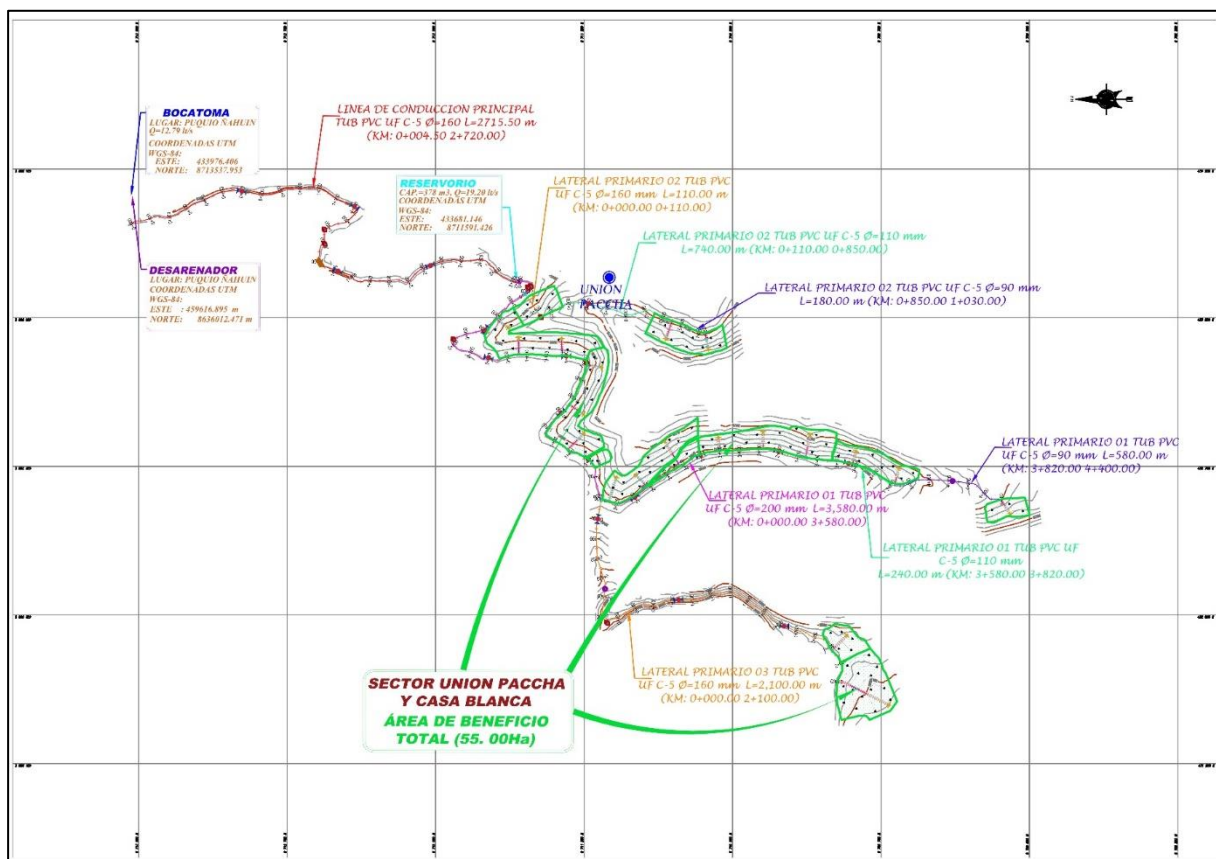 BOCATOMA
LUGAR: PUQUIO ÑAHUIN
Q=12.79 lt/s
COORDENADAS UTM
WGS-84:
ESTE: 433976.406
NORTE: 8713537.953
LINEA DE CONDUCCION PRINCIPAL
TUB PVC UF C-5 Ø=160 L=2715.50 m
(KM: 0+004.50 2+720.00)
RESERVORIO
CAP.=378 m3, Q=19.20 lt/s
COORDENADAS UTM
WGS-84:
ESTE: 433681.146
NORTE: 8711591.426
LATERAL PRIMARIO 02 TUB PVC
UF C-5 Ø=160 mm L=110.00 m
(KM: 0+000.00 0+110.00)
LATERAL PRIMARIO 02 TUB PVC UF C-5 Ø=110 mm
L=740.00 m (KM: 0+110.00 0+850.00)
DESARENADOR
LUGAR: PUQUIO ÑAHUIN
COORDENADAS UTM
WGS-84:
ESTE : 459616.895 m
NORTE: 8636012.471 m
UNION
PACCHA
LATERAL PRIMARIO 02 TUB PVC UF C-5 Ø=90 mm
L=180.00 m (KM: 0+850.00 1+030.00)
LATERAL PRIMARIO 01 TUB PVC
UF C-5 Ø=90 mm L=580.00 m
(KM: 3+820.00 4+400.00)
LATERAL PRIMARIO 01 TUB PVC
UF C-5 Ø=200 mm L=3,580.00 m
(KM: 0+000.00 3+580.00)
LATERAL PRIMARIO 01 TUB PVC UF
C-5 Ø=110 mm
L=240.00 m (KM: 3+580.00 3+820.00)
LATERAL PRIMARIO 03 TUB PVC
UF C-5 Ø=160 mm L=2,100.00 m
(KM: 0+000.00 2+100.00)
SECTOR UNION PACCHA
Y CASA BLANCA
ÁREA DE BENEFICIO
TOTAL (55. 00Ha)